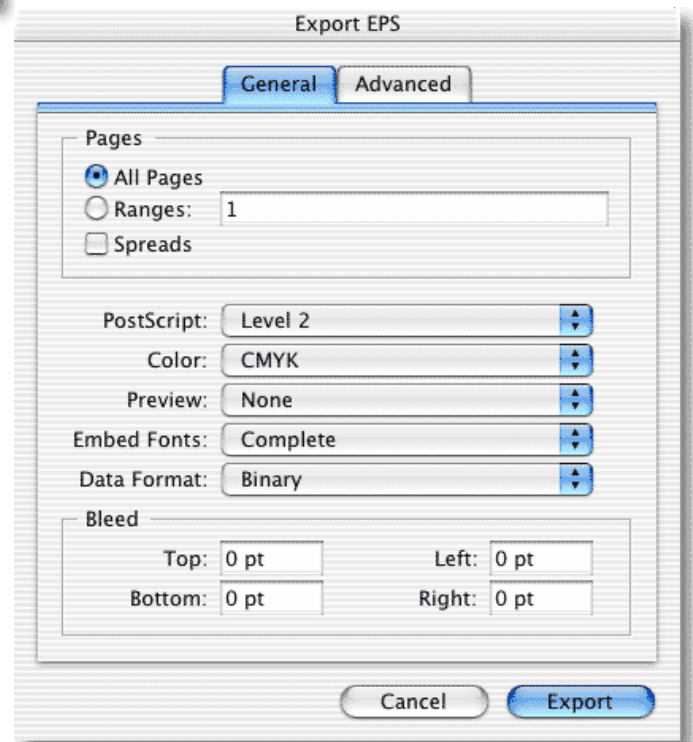 Export EPS
General Advanced
Pages
All Pages
Ranges: 1
Spreads
PostScript: Level 2
Color: CMYK
Preview: None
Embed Fonts: Complete
Data Format: Binary
Bleed
Top: 0 pt Left: 0 pt
Bottom: 0 pt Right: 0 pt
Cancel Export